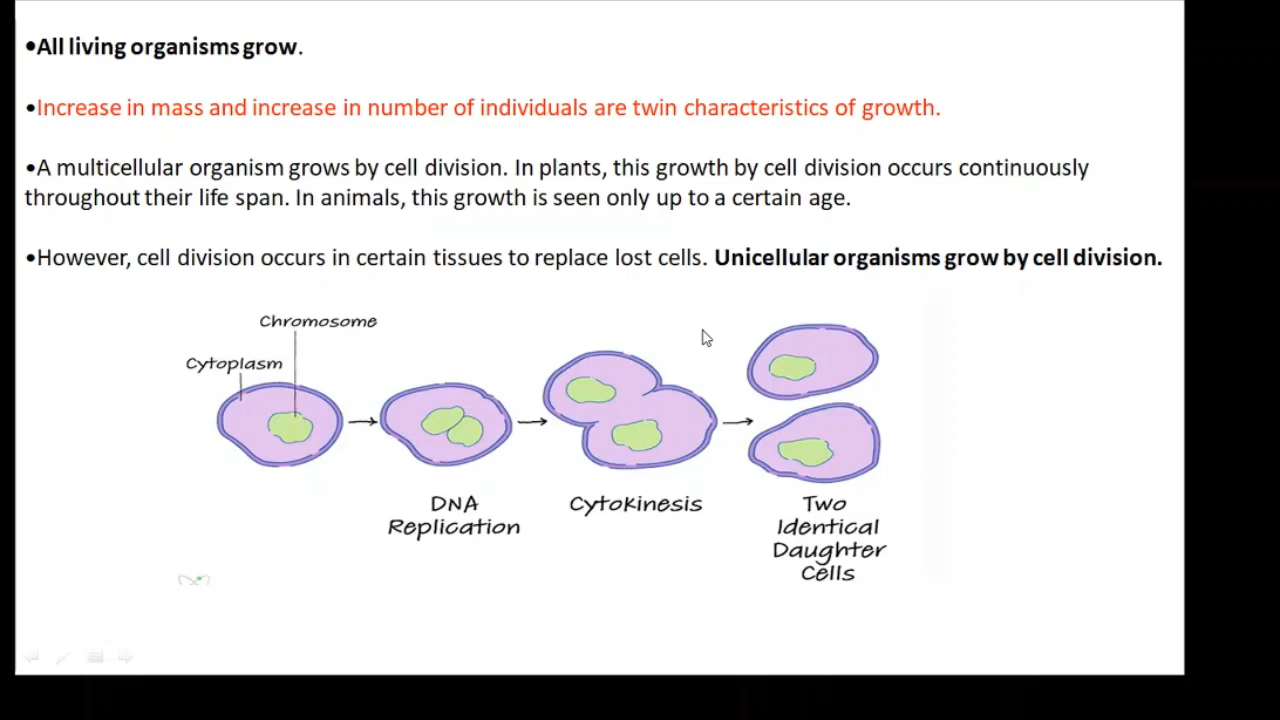 •All living organisms grow.
•Increase in mass and increase in number of individuals are twin characteristics of growth.
•A multicellular organism grows by cell division. In plants, this growth by cell division occurs continuously
throughout their life span. In animals, this growth is seen only up to a certain age.
•However, cell division occurs in certain tissues to replace lost cells. Unicellular organisms grow by cell division.
Chromosome
Cytoplasm
DNA
Replication
Cytokinesis
Two
Identical
Daughter
Cells